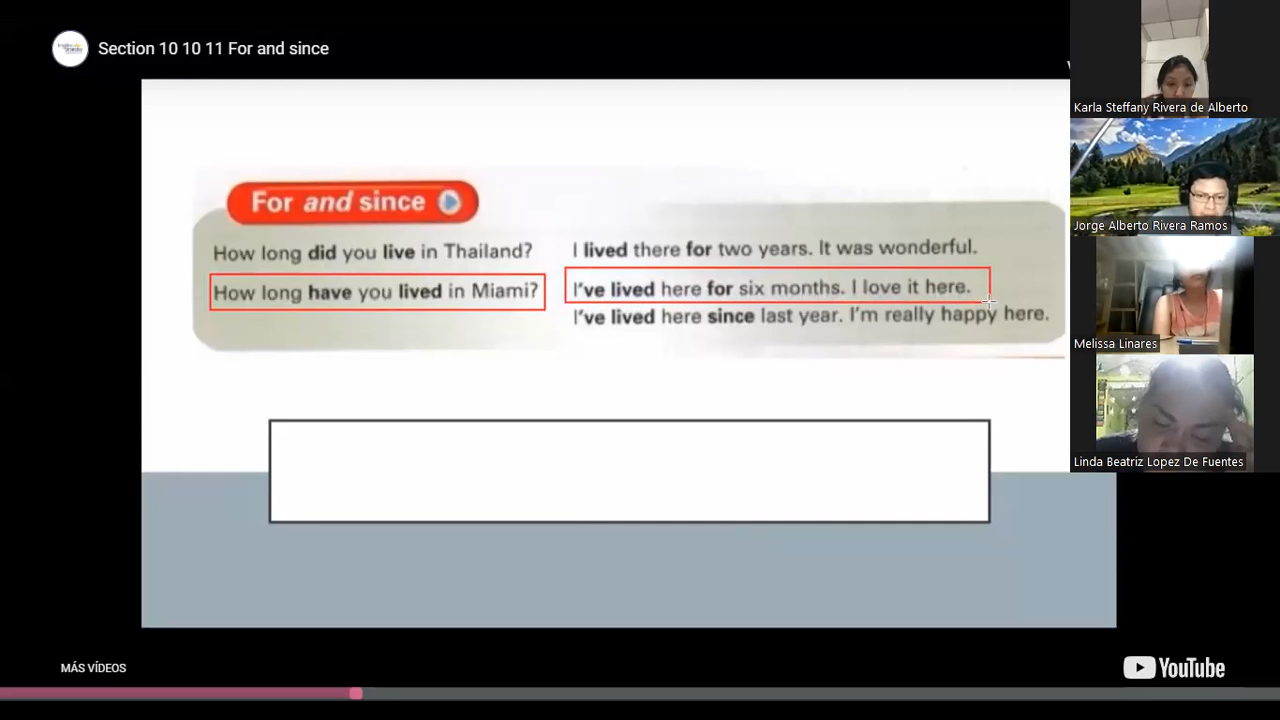 Section 10 10 11 For and since
For and since
How long did you live in Thailand?
I lived there for two years. It was wonderful.
How long have you lived in Miami?
I've lived here for six months. I love it here.
I've lived here since last year. I'm really happy here.
Karla Steffany Rivera de Alberto
Jorge Alberto Rivera Ramos
Melissa Linares
Linda Beatriz Lopez De Fuentes
MÁS VÍDEOS
YouTube